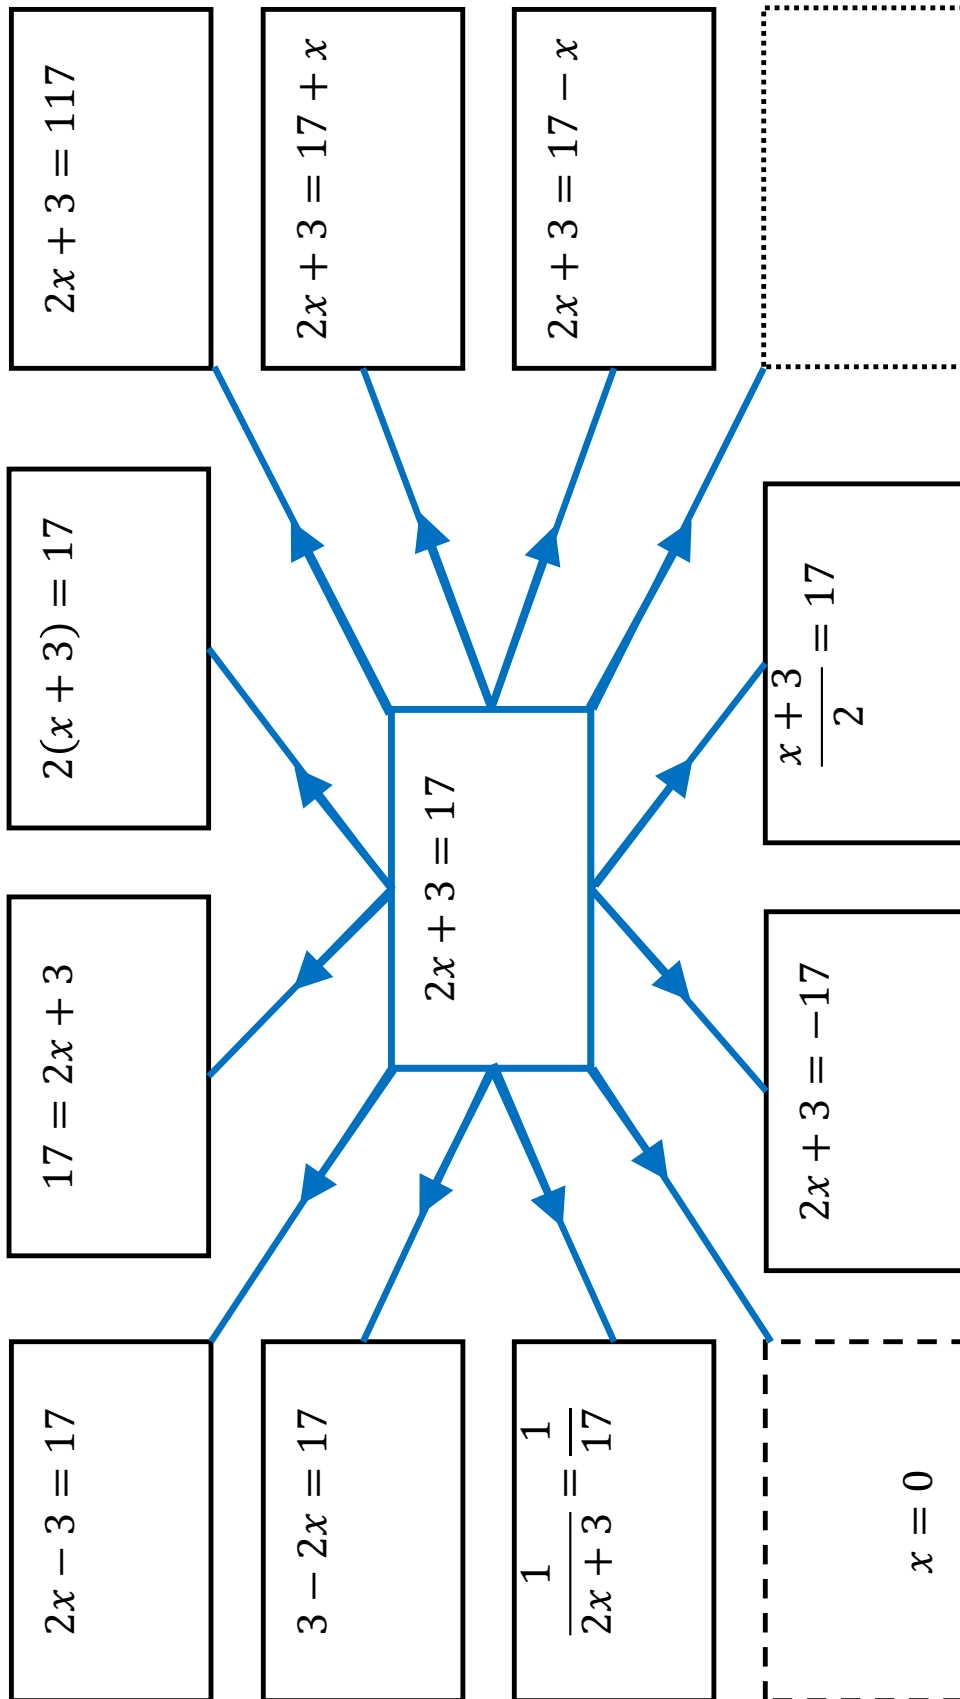 2x − 3 = 17
17 = 2x + 3
2(x + 3) = 17
2x + 3 = 117
3 − 2x = 17
2x + 3 = 17 + x
2x + 3 = 17
1/(2x + 3) = 1/17
2x + 3 = 17 − x
x = 0
2x + 3 = −17
(x + 3)/2 = 17